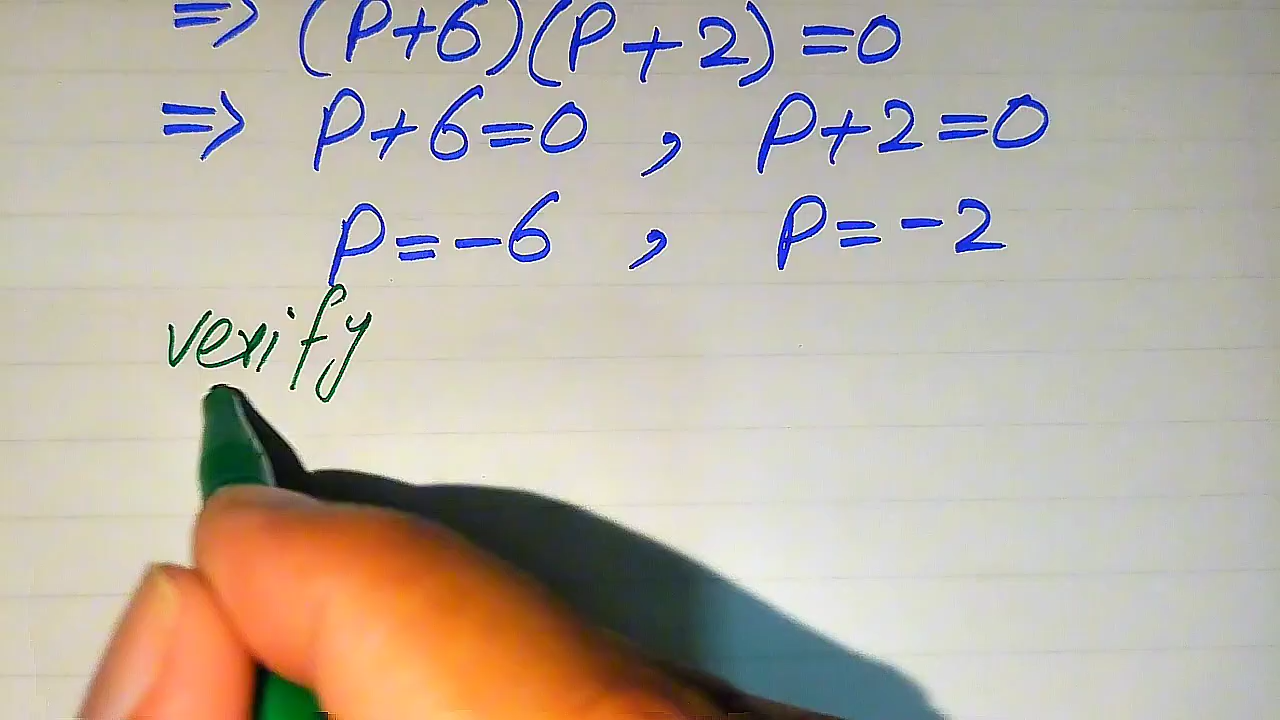 => (P+6)(P+2)=0
=> P+6=0 , P+2=0
P=-6 , P=-2
verify